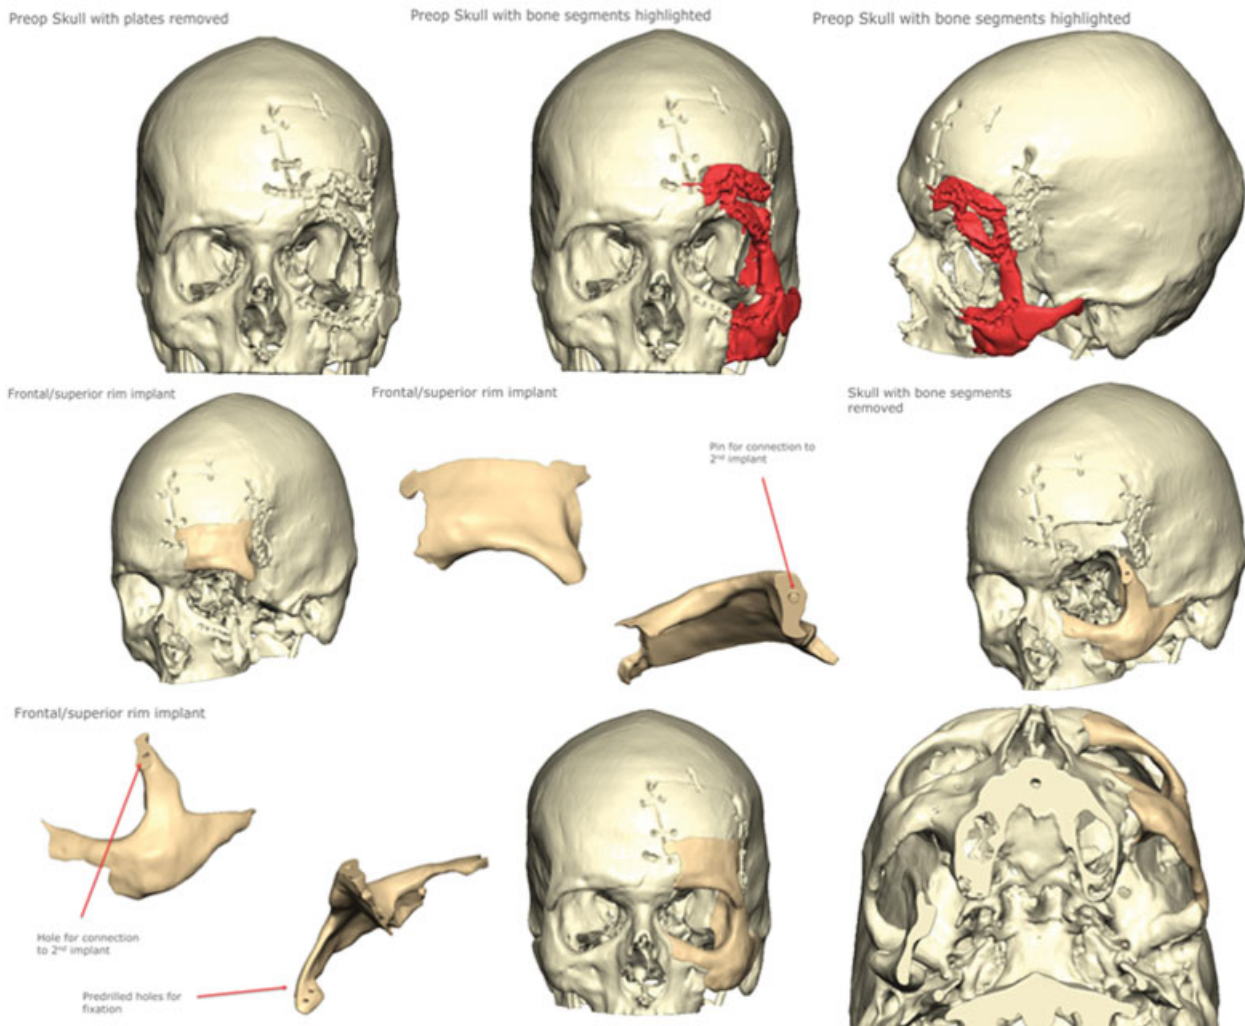 Preop Skull with plates removed
Preop Skull with bone segments highlighted
Preop Skull with bone segments highlighted
Frontal/superior rim implant
Frontal/superior rim implant
Skull with bone segments
removed
Pin for connection to
2nd implant
Frontal/superior rim implant
Hole for connection
to 2nd implant
Predrilled holes for
fixation